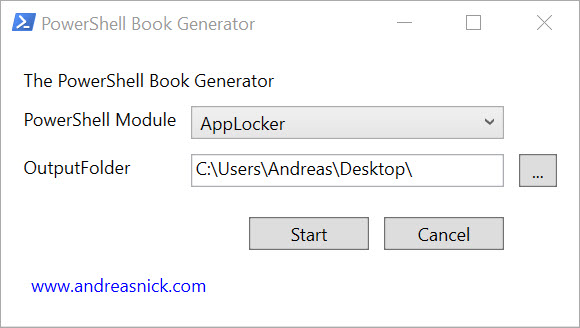 PowerShell Book Generator
The PowerShell Book Generator
PowerShell Module AppLocker
OutputFolder C:\Users\Andreas\Desktop\ ...
Start Cancel
www.andreasnick.com